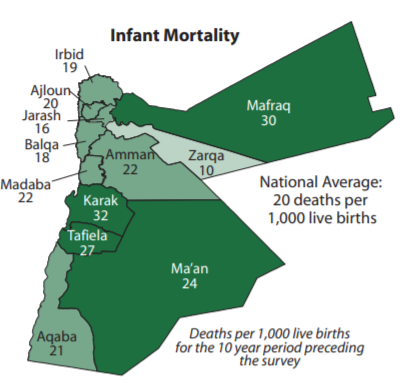 Infant Mortality
Irbid
19
Ajloun
20
Jarash
16
Balqa
18
Madaba
22
Amman
22
Zarqa
10
Mafraq
30
National Average:
20 deaths per
1,000 live births
Karak
32
Tafiela
27
Ma'an
24
Aqaba
21
Deaths per 1,000 live births
for the 10 year period preceding
the survey